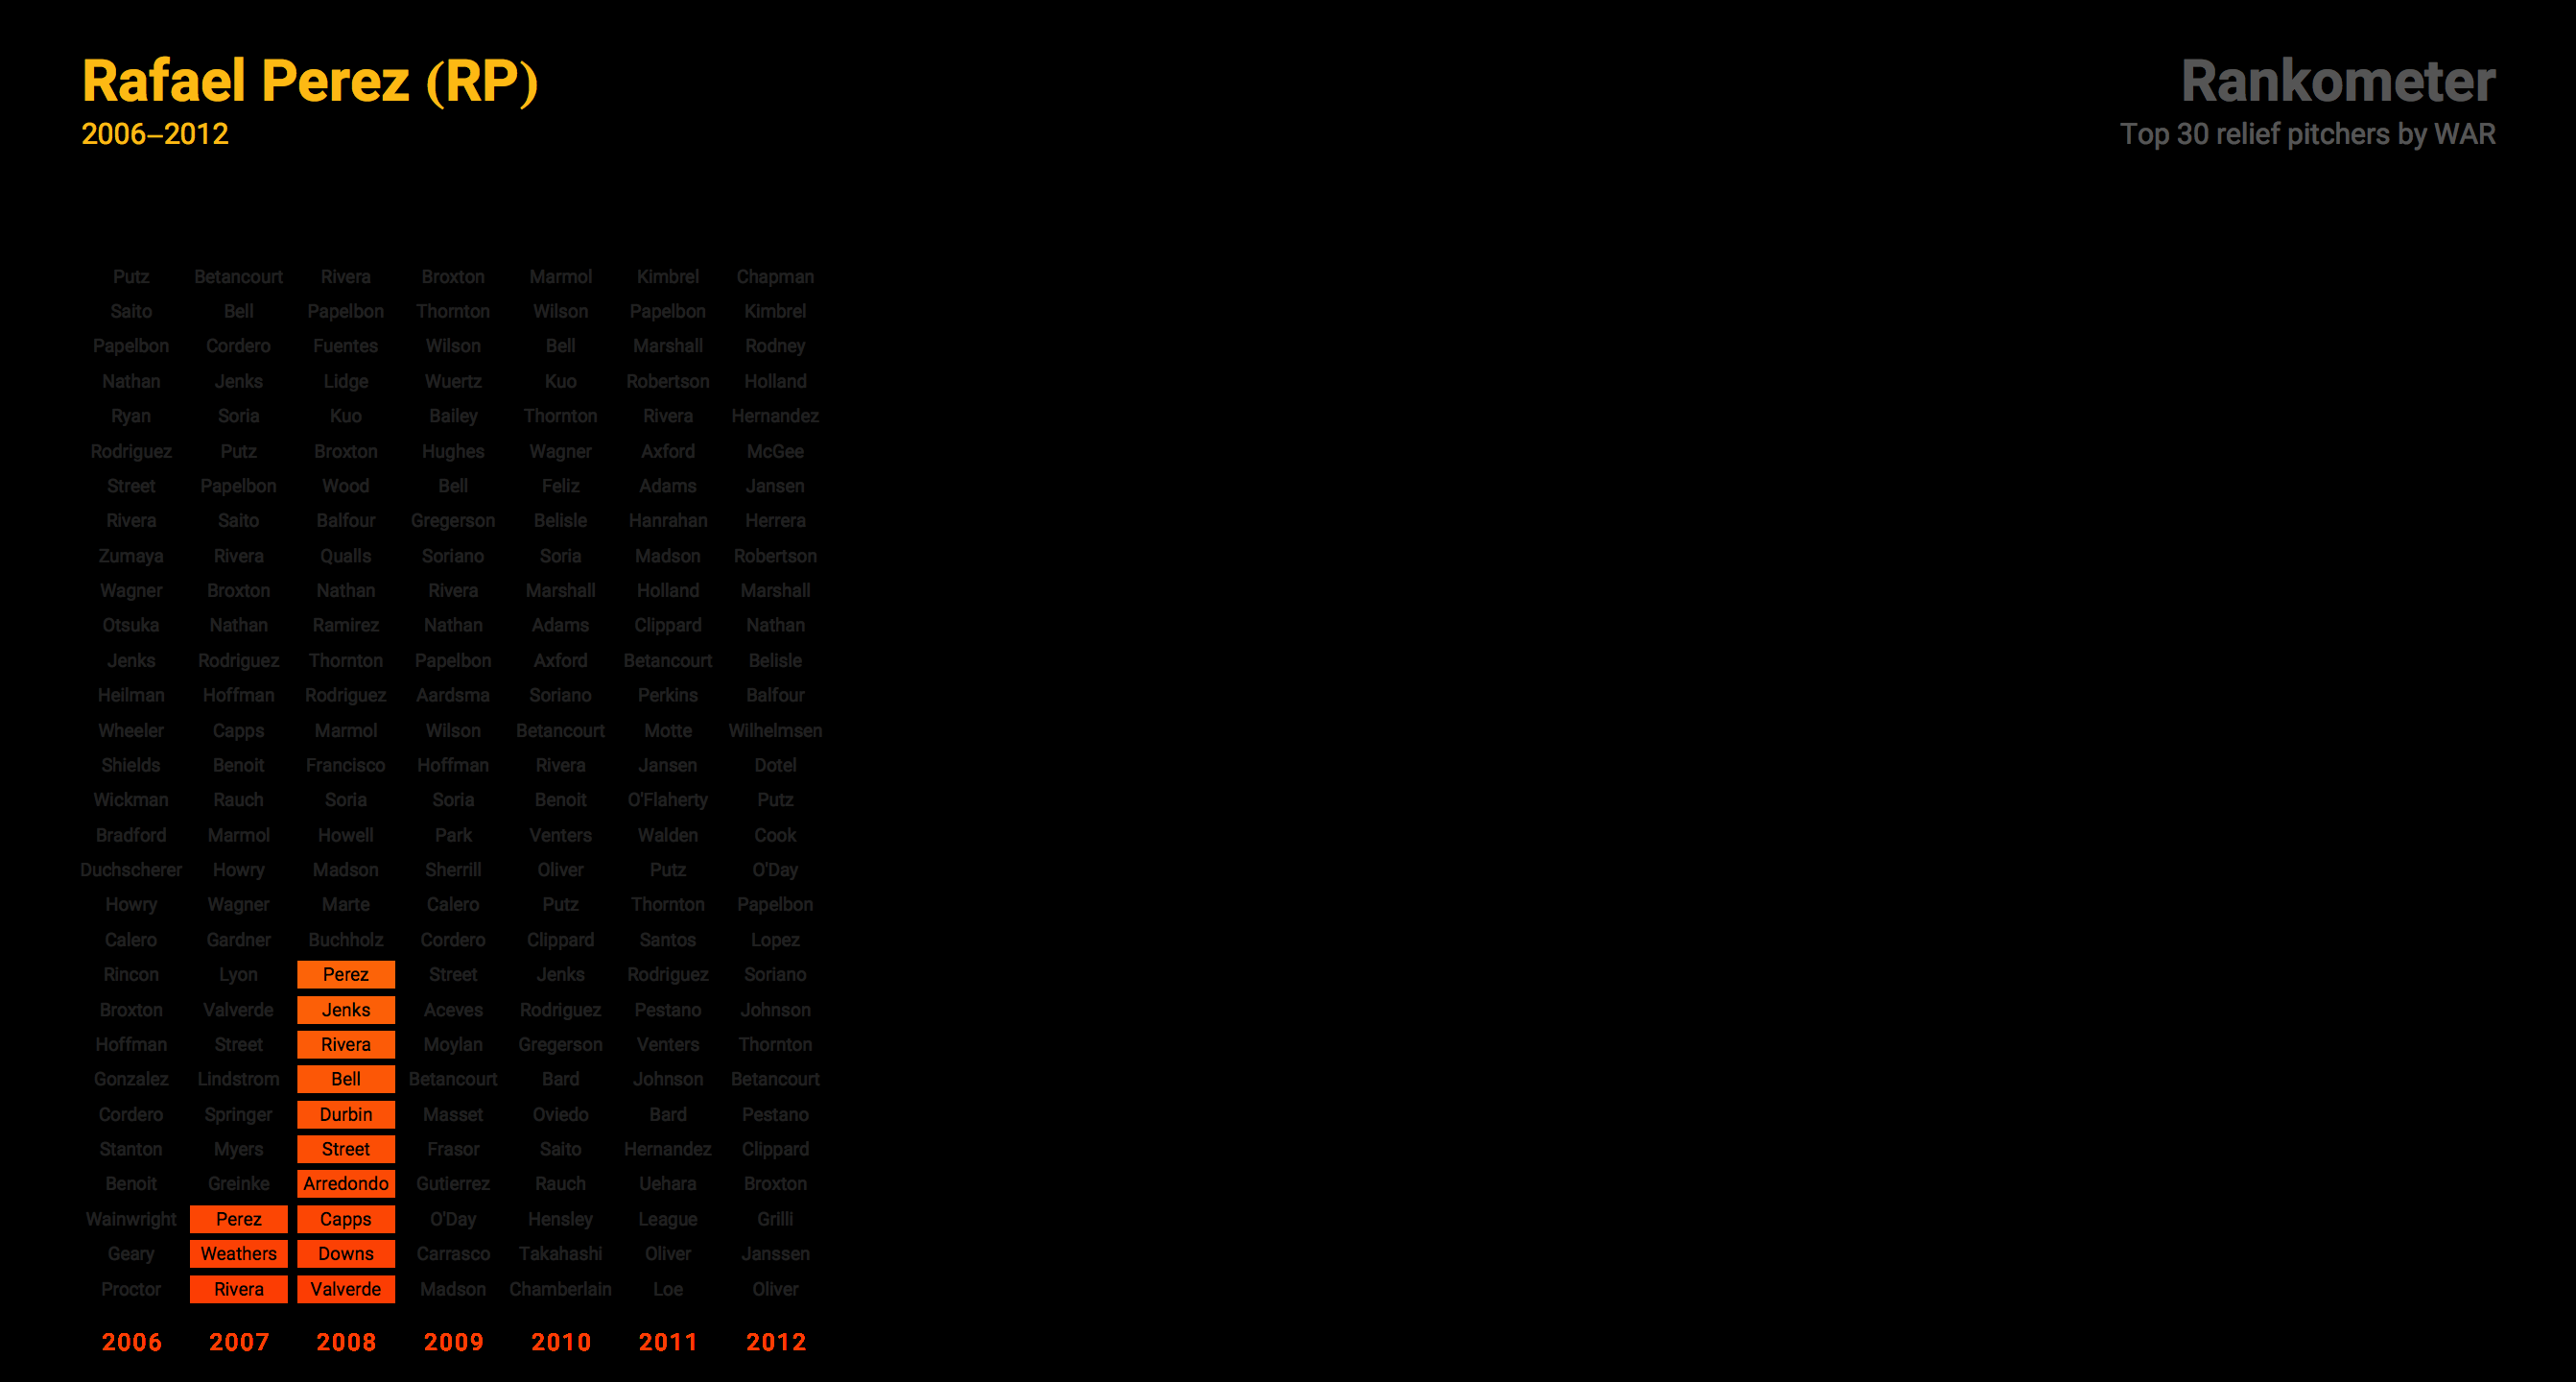 Rafael Perez (RP)
2006–2012
Rankometer
Top 30 relief pitchers by WAR
Putz Betancourt Rivera Broxton Marmol Kimbrel Chapman
Saito Bell Papelbon Thornton Wilson Papelbon Kimbrel
Papelbon Cordero Fuentes Wilson Bell Marshall Rodney
Nathan Jenks Lidge Wuertz Kuo Robertson Holland
Ryan Soria Kuo Bailey Thornton Rivera Hernandez
Rodriguez Putz Broxton Hughes Wagner Axford McGee
Street Papelbon Wood Bell Feliz Adams Jansen
Rivera Saito Balfour Gregerson Belisle Hanrahan Herrera
Zumaya Rivera Qualls Soriano Soria Madson Robertson
Wagner Broxton Nathan Rivera Marshall Holland Marshall
Otsuka Nathan Ramirez Nathan Adams Clippard Nathan
Jenks Rodriguez Thornton Papelbon Axford Betancourt Belisle
Heilman Hoffman Rodriguez Aardsma Soriano Perkins Balfour
Wheeler Capps Marmol Wilson Betancourt Motte Wilhelmsen
Shields Benoit Francisco Hoffman Rivera Jansen Dotel
Wickman Rauch Soria Soria Benoit O'Flaherty Putz
Bradford Marmol Howell Park Venters Walden Cook
Duchscherer Howry Madson Sherrill Oliver Putz O'Day
Howry Wagner Marte Calero Putz Thornton Papelbon
Calero Gardner Buchholz Cordero Clippard Santos Lopez
Rincon Lyon Perez Street Jenks Rodriguez Soriano
Broxton Valverde Jenks Aceves Rodriguez Pestano Johnson
Hoffman Street Rivera Moylan Gregerson Venters Thornton
Gonzalez Lindstrom Bell Betancourt Bard Johnson Betancourt
Cordero Springer Durbin Masset Oviedo Bard Pestano
Stanton Myers Street Frasor Saito Hernandez Clippard
Benoit Greinke Arredondo Gutierrez Rauch Uehara Broxton
Wainwright Perez Capps O'Day Hensley League Grilli
Geary Weathers Downs Carrasco Takahashi Oliver Janssen
Proctor Rivera Valverde Madson Chamberlain Loe Oliver
2006 2007 2008 2009 2010 2011 2012